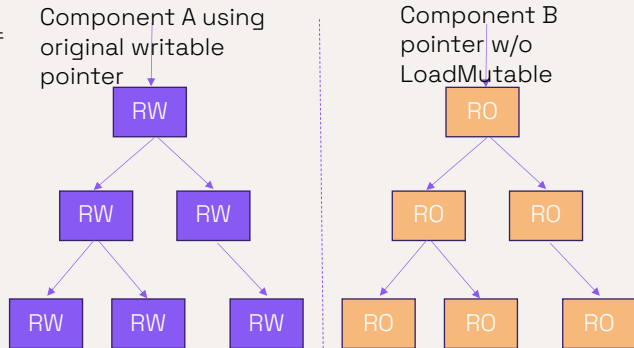 Component A using
original writable
pointer
RW
RW RW
RW RW RW
Component B
pointer w/o
LoadMutable
RO
RO RO
RO RO RO